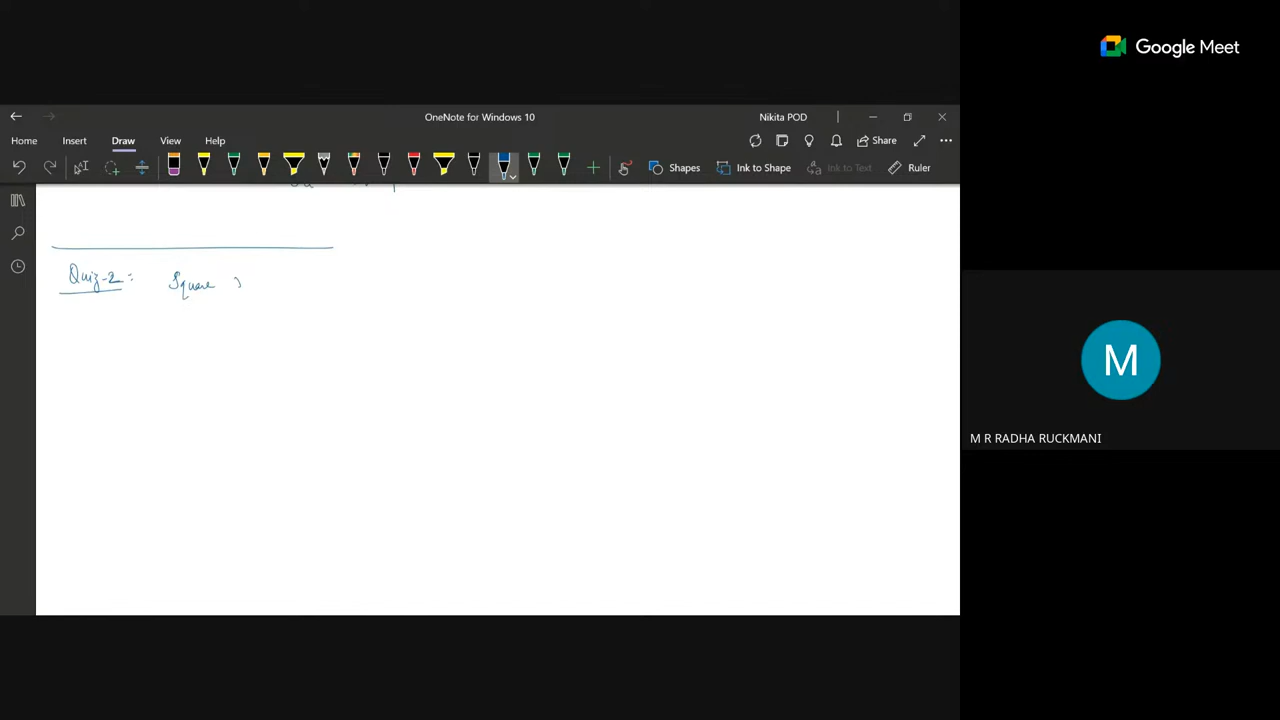 Google Meet
OneNote for Windows 10
Nikita POD
Home Insert Draw View Help
Share
Shapes
Ink to Shape
Ink to Text
Ruler
Quiz-2: Square
M
M R RADHA RUCKMANI